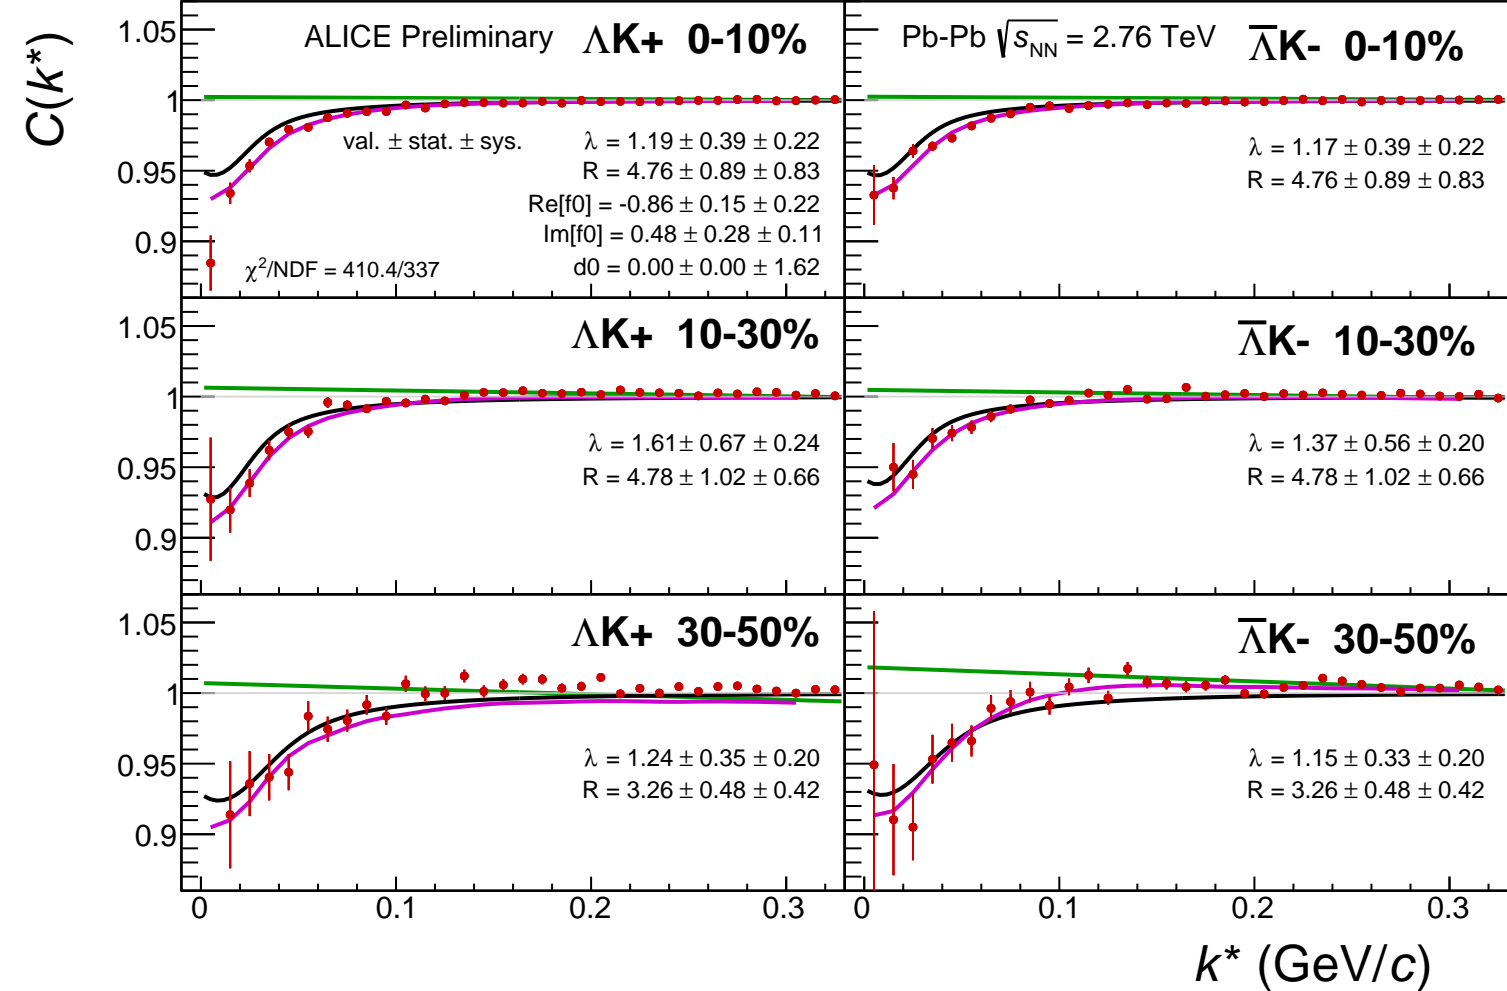 C(k*)
ALICE Preliminary ΛK+ 0-10%
val. ± stat. ± sys.
λ = 1.19 ± 0.39 ± 0.22
R = 4.76 ± 0.89 ± 0.83
Re[f0] = -0.86 ± 0.15 ± 0.22
Im[f0] = 0.48 ± 0.28 ± 0.11
d0 = 0.00 ± 0.00 ± 1.62
χ²/NDF = 410.4/337
1.05
1
0.95
0.9
Pb-Pb √sNN = 2.76 TeV Λ̅K- 0-10%
λ = 1.17 ± 0.39 ± 0.22
R = 4.76 ± 0.89 ± 0.83
ΛK+ 10-30%
λ = 1.61 ± 0.67 ± 0.24
R = 4.78 ± 1.02 ± 0.66
1.05
1
0.95
0.9
Λ̅K- 10-30%
λ = 1.37 ± 0.56 ± 0.20
R = 4.78 ± 1.02 ± 0.66
ΛK+ 30-50%
λ = 1.24 ± 0.35 ± 0.20
R = 3.26 ± 0.48 ± 0.42
1.05
1
0.95
0.9
Λ̅K- 30-50%
λ = 1.15 ± 0.33 ± 0.20
R = 3.26 ± 0.48 ± 0.42
0 0.1 0.2 0.3
0 0.1 0.2 0.3
k* (GeV/c)